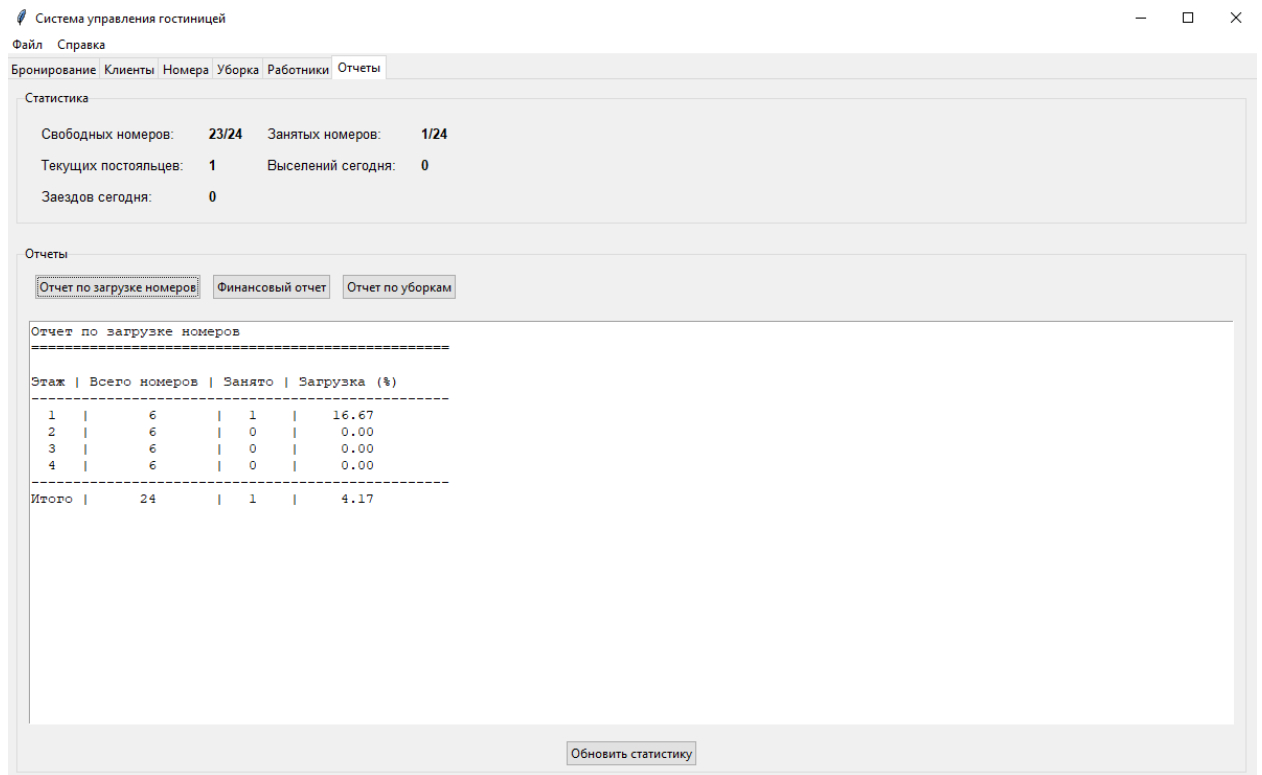 Система управления гостиницей
Файл Справка
Бронирование Клиенты Номера Уборка Работники Отчеты
Статистика
Свободных номеров: 23/24 Занятых номеров: 1/24
Текущих постояльцев: 1 Выселений сегодня: 0
Заездов сегодня: 0
Отчеты
Отчет по загрузке номеров Финансовый отчет Отчет по уборкам
Отчет по загрузке номеров
==================================================
Этаж | Всего номеров | Занято | Загрузка (%)
--------------------------------------------------
1 | 6 | 1 | 16.67
2 | 6 | 0 | 0.00
3 | 6 | 0 | 0.00
4 | 6 | 0 | 0.00
--------------------------------------------------
Итого | 24 | 1 | 4.17
Обновить статистику